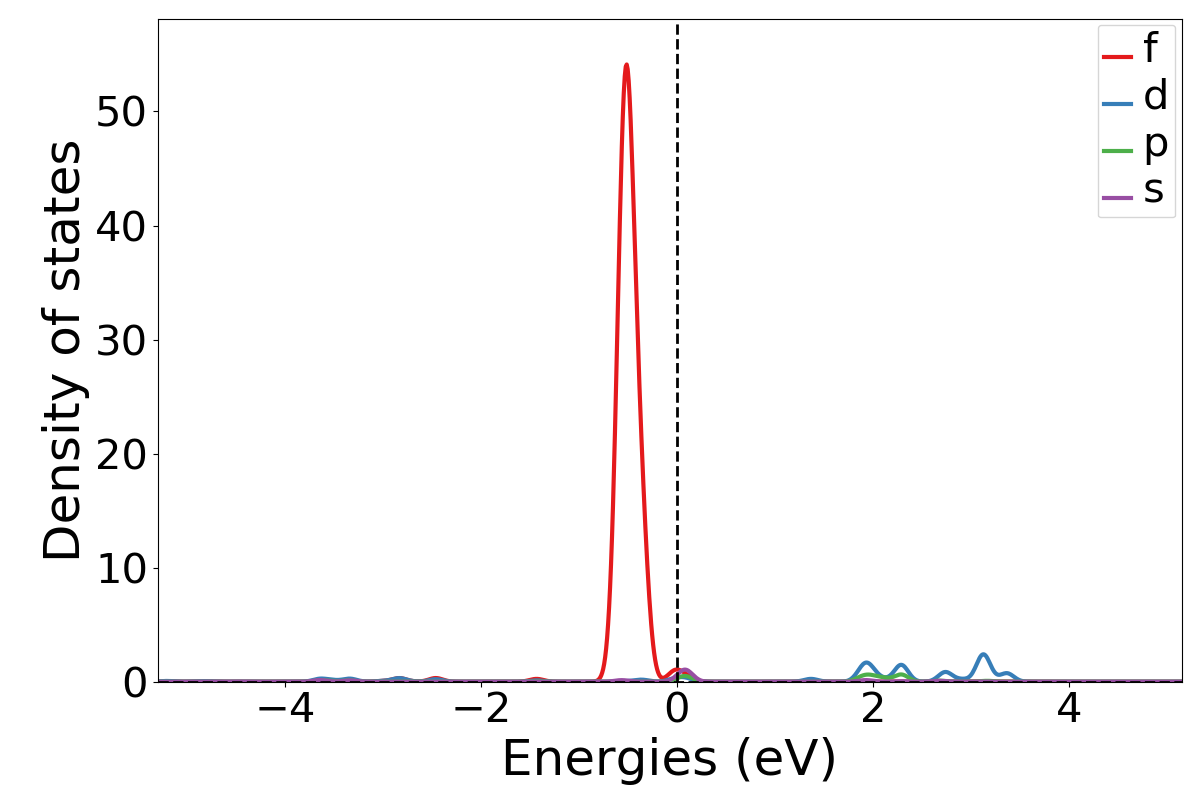 Density of states
50
40
30
20
10
0
−4
−2
0
2
4
Energies (eV)
f
d
p
s